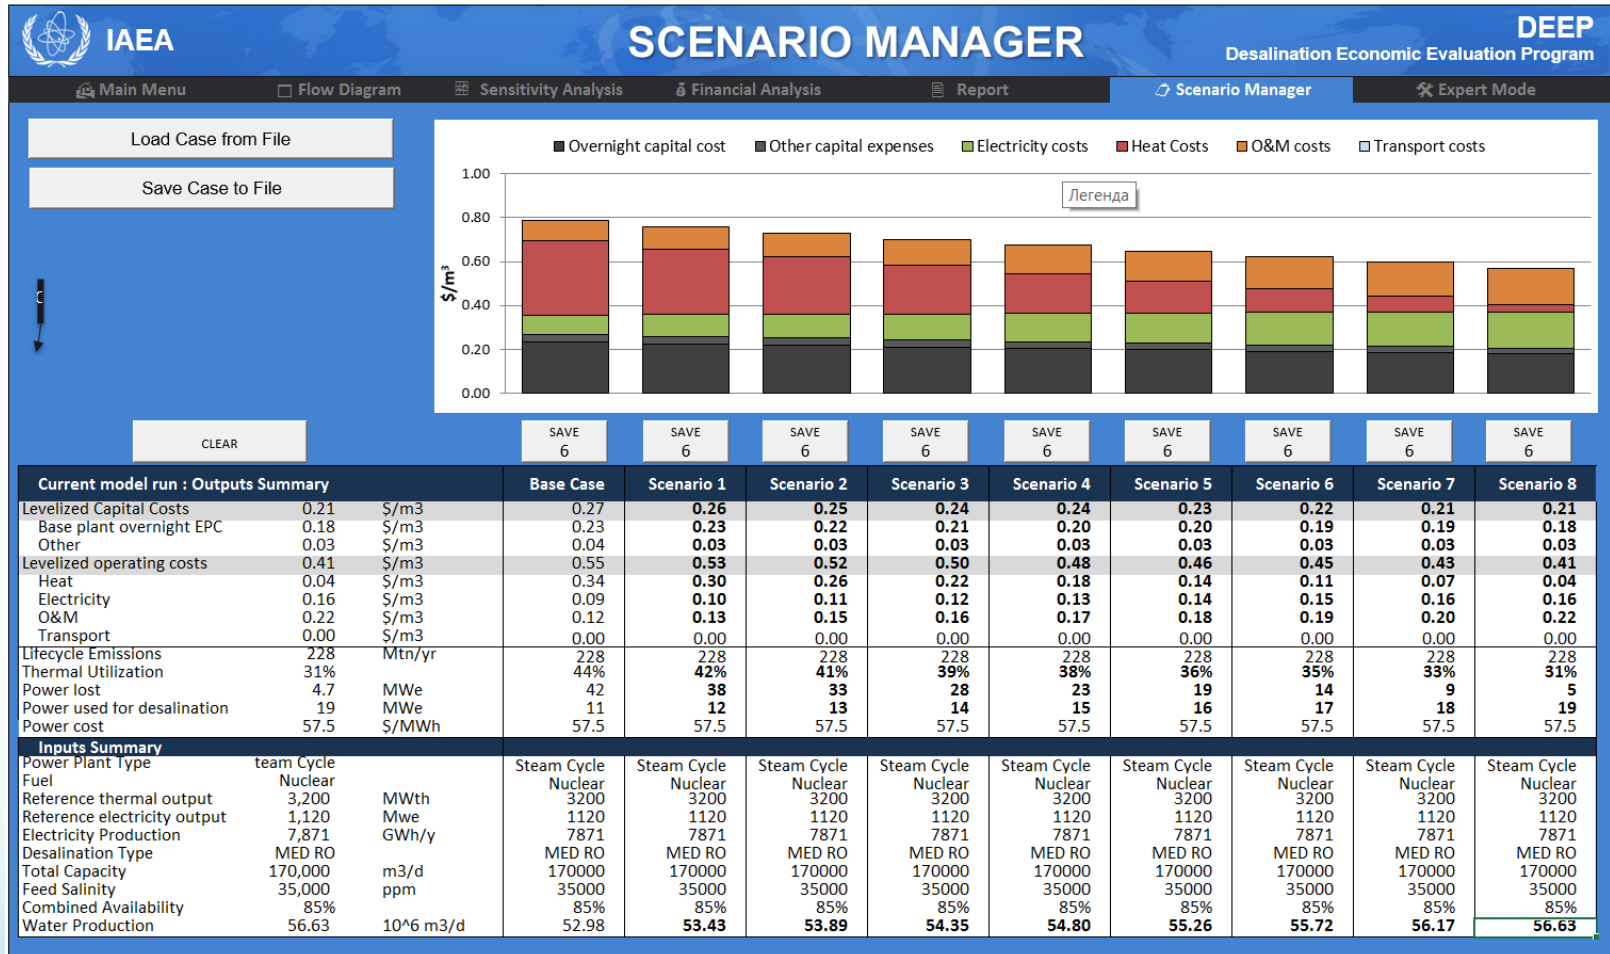 IAEA
SCENARIO MANAGER
DEEP
Desalination Economic Evaluation Program
Main Menu Flow Diagram Sensitivity Analysis Financial Analysis Report Scenario Manager Expert Mode
Load Case from File
Save Case to File
Overnight capital cost Other capital expenses Electricity costs Heat Costs O&M costs Transport costs
Легенда
1.00
0.80
0.60
0.40
0.20
0.00
$/m³
C
CLEAR
SAVE SAVE SAVE SAVE SAVE SAVE SAVE SAVE SAVE
6 6 6 6 6 6 6 6 6
Current model run : Outputs Summary Base Case Scenario 1 Scenario 2 Scenario 3 Scenario 4 Scenario 5 Scenario 6 Scenario 7 Scenario 8
Levelized Capital Costs 0.21 $/m3 0.27 0.26 0.25 0.24 0.24 0.23 0.22 0.21 0.21
Base plant overnight EPC 0.18 $/m3 0.23 0.23 0.22 0.21 0.20 0.20 0.19 0.19 0.18
Other 0.03 $/m3 0.04 0.03 0.03 0.03 0.03 0.03 0.03 0.03 0.03
Levelized operating costs 0.41 $/m3 0.55 0.53 0.52 0.50 0.48 0.46 0.45 0.43 0.41
Heat 0.04 $/m3 0.34 0.30 0.26 0.22 0.18 0.14 0.11 0.07 0.04
Electricity 0.16 $/m3 0.09 0.10 0.11 0.12 0.13 0.14 0.15 0.16 0.16
O&M 0.22 $/m3 0.12 0.13 0.15 0.16 0.17 0.18 0.19 0.20 0.22
Transport 0.00 $/m3 0.00 0.00 0.00 0.00 0.00 0.00 0.00 0.00 0.00
Lifecycle Emissions 228 Mtn/yr 228 228 228 228 228 228 228 228 228
Thermal Utilization 31% 44% 42% 41% 39% 38% 36% 35% 33% 31%
Power lost 4.7 MWe 42 38 33 28 23 19 14 9 5
Power used for desalination 19 MWe 11 12 13 14 15 16 17 18 19
Power cost 57.5 $/MWh 57.5 57.5 57.5 57.5 57.5 57.5 57.5 57.5 57.5
Inputs Summary
Power Plant Type team Cycle Steam Cycle Steam Cycle Steam Cycle Steam Cycle Steam Cycle Steam Cycle Steam Cycle Steam Cycle Steam Cycle
Fuel Nuclear Nuclear Nuclear Nuclear Nuclear Nuclear Nuclear Nuclear Nuclear Nuclear
Reference thermal output 3,200 MWth 3200 3200 3200 3200 3200 3200 3200 3200 3200
Reference electricity output 1,120 Mwe 1120 1120 1120 1120 1120 1120 1120 1120 1120
Electricity Production 7,871 GWh/y 7871 7871 7871 7871 7871 7871 7871 7871 7871
Desalination Type MED RO MED RO MED RO MED RO MED RO MED RO MED RO MED RO MED RO MED RO
Total Capacity 170,000 m3/d 170000 170000 170000 170000 170000 170000 170000 170000 170000
Feed Salinity 35,000 ppm 35000 35000 35000 35000 35000 35000 35000 35000 35000
Combined Availability 85% 85% 85% 85% 85% 85% 85% 85% 85% 85%
Water Production 56.63 10^6 m3/d 52.98 53.43 53.89 54.35 54.80 55.26 55.72 56.17 56.63